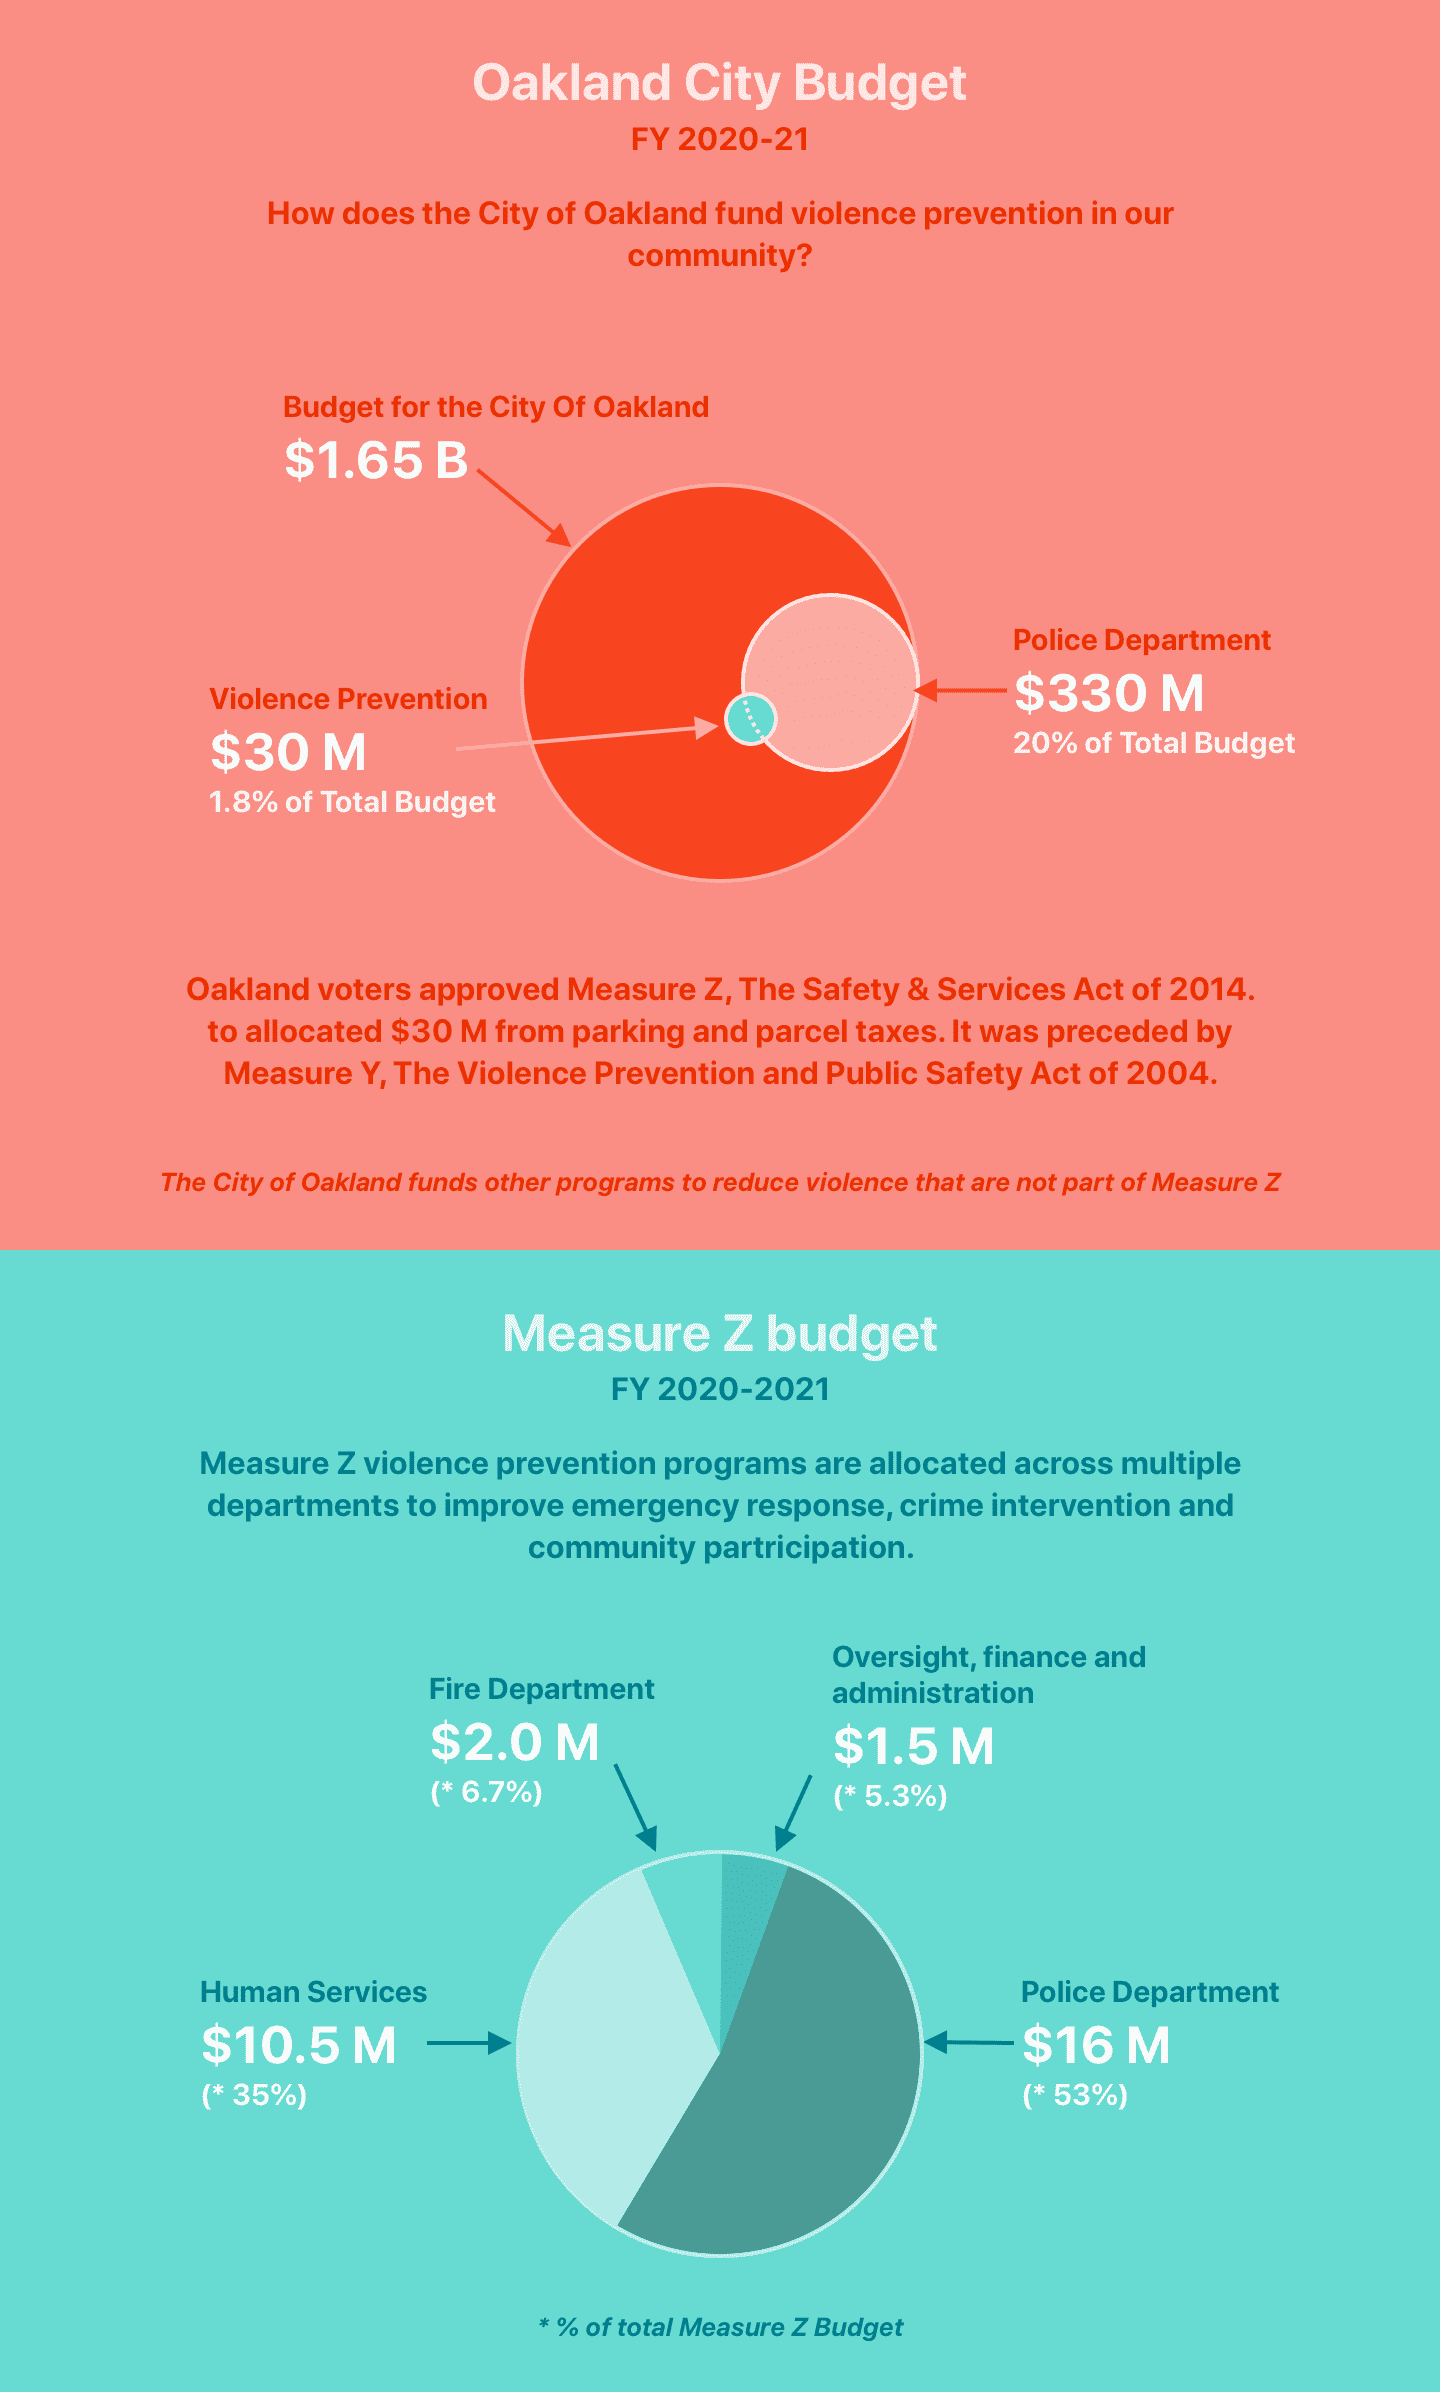 Oakland City Budget
FY 2020-21
How does the City of Oakland fund violence prevention in our
community?
Budget for the City Of Oakland
$1.65 B
Police Department
$330 M
20% of Total Budget
Violence Prevention
$30 M
1.8% of Total Budget
Oakland voters approved Measure Z, The Safety & Services Act of 2014.
to allocated $30 M from parking and parcel taxes. It was preceded by
Measure Y, The Violence Prevention and Public Safety Act of 2004.
The City of Oakland funds other programs to reduce violence that are not part of Measure Z
Measure Z budget
FY 2020-2021
Measure Z violence prevention programs are allocated across multiple
departments to improve emergency response, crime intervention and
community partricipation.
Fire Department
$2.0 M
(* 6.7%)
Oversight, finance and
administration
$1.5 M
(* 5.3%)
Human Services
$10.5 M
(* 35%)
Police Department
$16 M
(* 53%)
* % of total Measure Z Budget